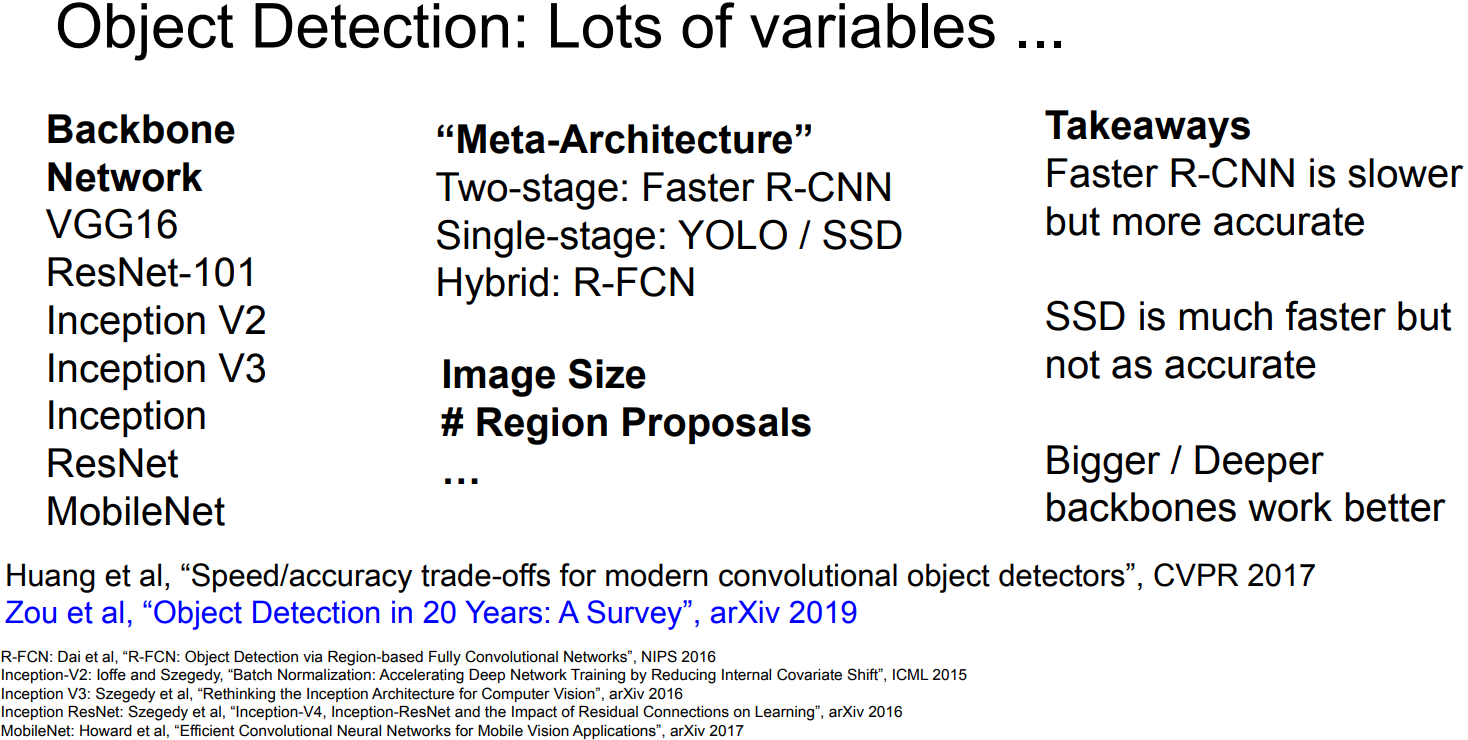 Object Detection: Lots of variables ...
Backbone
Network
VGG16
ResNet-101
Inception V2
Inception V3
Inception
ResNet
MobileNet
“Meta-Architecture”
Two-stage: Faster R-CNN
Single-stage: YOLO / SSD
Hybrid: R-FCN
Image Size
# Region Proposals
…
Takeaways
Faster R-CNN is slower
but more accurate
SSD is much faster but
not as accurate
Bigger / Deeper
backbones work better
Huang et al, “Speed/accuracy trade-offs for modern convolutional object detectors”, CVPR 2017
Zou et al, “Object Detection in 20 Years: A Survey”, arXiv 2019
R-FCN: Dai et al, “R-FCN: Object Detection via Region-based Fully Convolutional Networks”, NIPS 2016
Inception-V2: Ioffe and Szegedy, “Batch Normalization: Accelerating Deep Network Training by Reducing Internal Covariate Shift”, ICML 2015
Inception V3: Szegedy et al, “Rethinking the Inception Architecture for Computer Vision”, arXiv 2016
Inception ResNet: Szegedy et al, “Inception-V4, Inception-ResNet and the Impact of Residual Connections on Learning”, arXiv 2016
MobileNet: Howard et al, “Efficient Convolutional Neural Networks for Mobile Vision Applications”, arXiv 2017